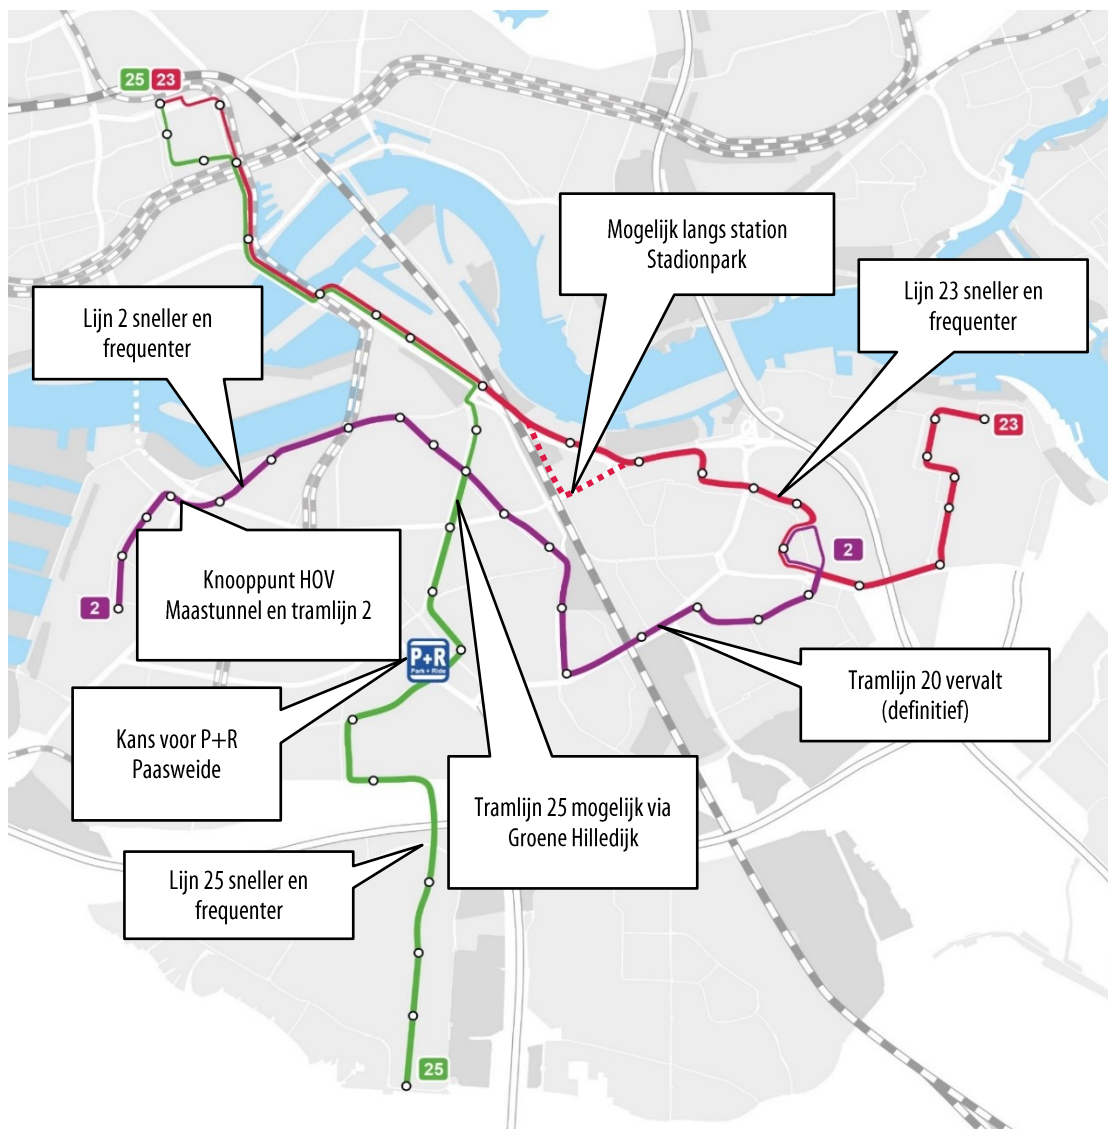 25 23
Mogelijk langs station
Stadionpark
Lijn 23 sneller en
frequenter
Lijn 2 sneller en
frequenter
23
2
Knooppunt HOV
Maastunnel en tramlijn 2
2
P+R
Park + Ride
Tramlijn 20 vervalt
(definitief)
Kans voor P+R
Paasweide
Tramlijn 25 mogelijk via
Groene Hilledijk
Lijn 25 sneller en
frequenter
25